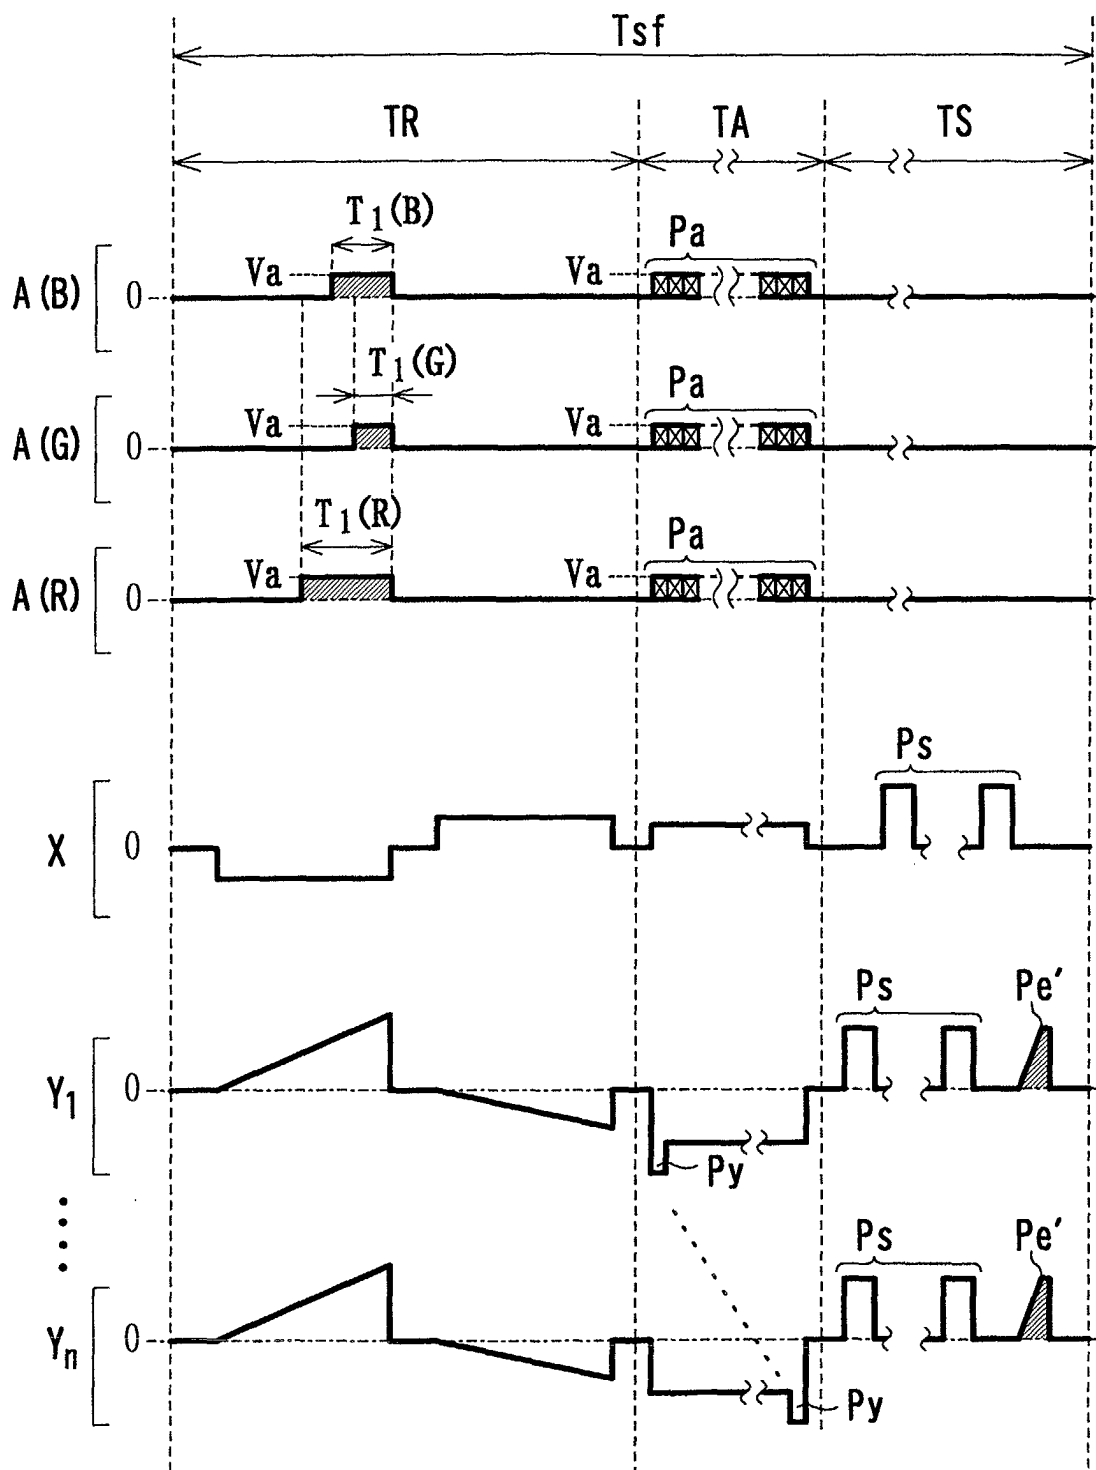 Tsf
TR TA TS
T1(B)
Pa
A(B) 0 Va Va
T1(G)
Pa
A(G) 0 Va Va
T1(R)
Pa
A(R) 0 Va Va
Ps
X 0
Ps Pe′
Y1 0
Py
Ps Pe′
Yn 0
Py